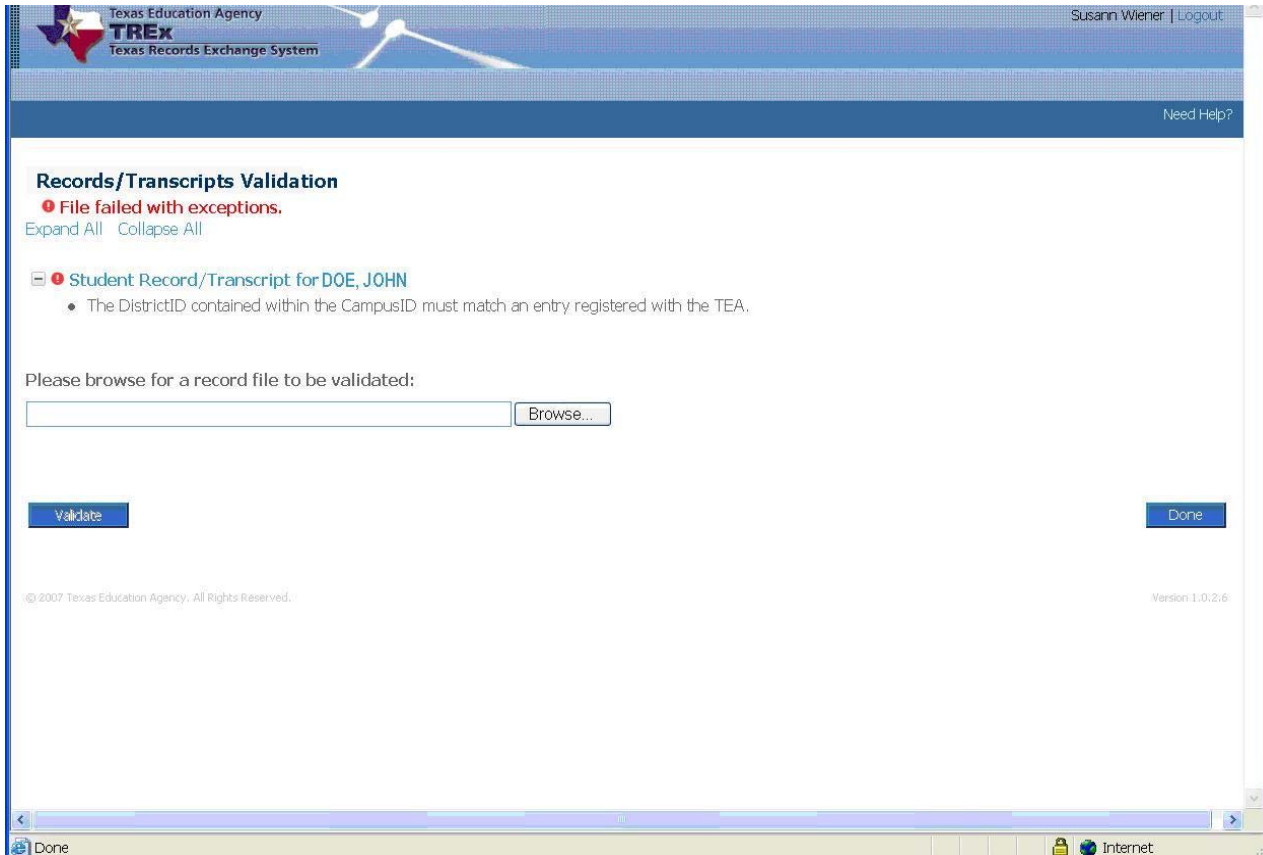 Texas Education Agency
Susann Wiener | Logout
TREx
Texas Records Exchange System
Need Help?
Records/Transcripts Validation
File failed with exceptions.
Expand All Collapse All
Student Record/Transcript for DOE, JOHN
• The DistrictID contained within the CampusID must match an entry registered with the TEA.
Please browse for a record file to be validated:
Browse...
Validate Done
© 2007 Texas Education Agency. All Rights Reserved. Version 1.0.2.6
Done Internet